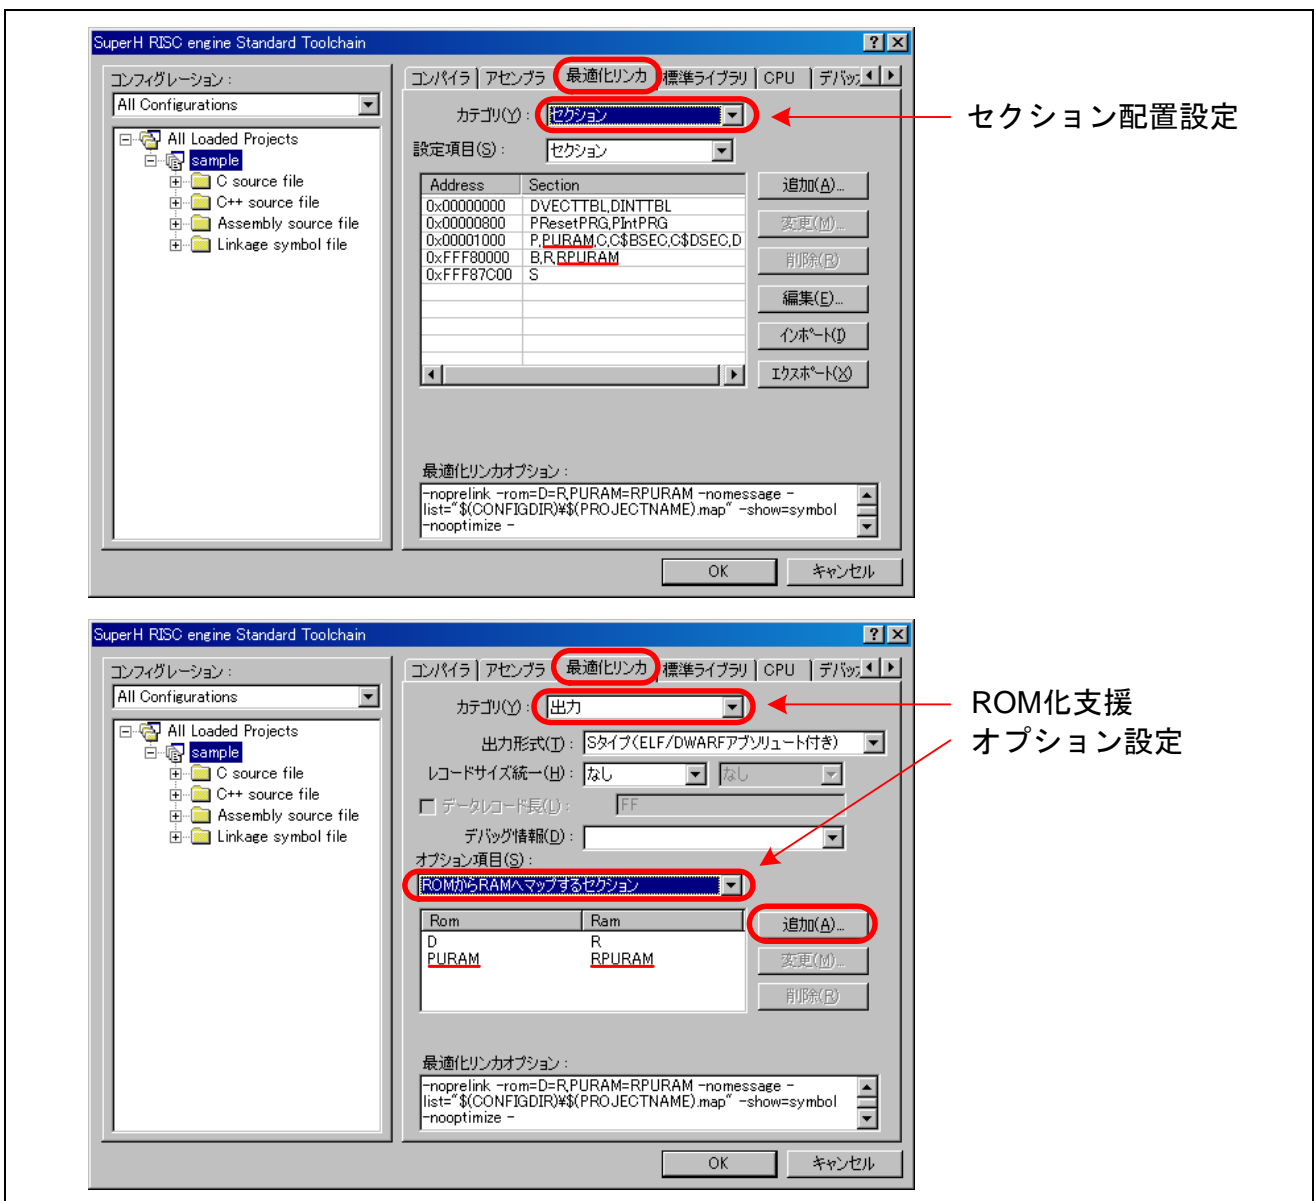 SuperH RISC engine Standard Toolchain
コンフィグレーション :
All Configurations
All Loaded Projects
sample
C source file
C++ source file
Assembly source file
Linkage symbol file
コンパイラ アセンブラ 最適化リンカ 標準ライブラリ CPU デバッ
カテゴリ(Y) : セクション
セクション配置設定
設定項目(S) : セクション
Address Section
0x00000000 DVECTTBL,DINTTBL
0x00000800 PResetPRG,PIntPRG
0x00001000 P,PURAM,C,C$BSEC,C$DSEC,D
0xFFF80000 B,R,RPURAM
0xFFF87C00 S
追加(A)...
変更(M)...
削除(R)
編集(E)...
インポート(I)
エクスポート(X)
最適化リンカオプション :
-noprelink -rom=D=R,PURAM=RPURAM -nomessage -
list="$(CONFIGDIR)¥$(PROJECTNAME).map" -show=symbol
-nooptimize -
OK キャンセル
SuperH RISC engine Standard Toolchain
コンフィグレーション :
All Configurations
All Loaded Projects
sample
C source file
C++ source file
Assembly source file
Linkage symbol file
コンパイラ アセンブラ 最適化リンカ 標準ライブラリ CPU デバッ
カテゴリ(Y) : 出力
ROM化支援
オプション設定
出力形式(T) : Sタイプ(ELF/DWARFアブソリュート付き)
レコードサイズ統一(H) : なし なし
データレコード長(L) : FF
デバッグ情報(D) :
オプション項目(S) :
ROMからRAMへマップするセクション
Rom Ram
D R
PURAM RPURAM
追加(A)...
変更(M)...
削除(R)
最適化リンカオプション :
-noprelink -rom=D=R,PURAM=RPURAM -nomessage -
list="$(CONFIGDIR)¥$(PROJECTNAME).map" -show=symbol
-nooptimize -
OK キャンセル